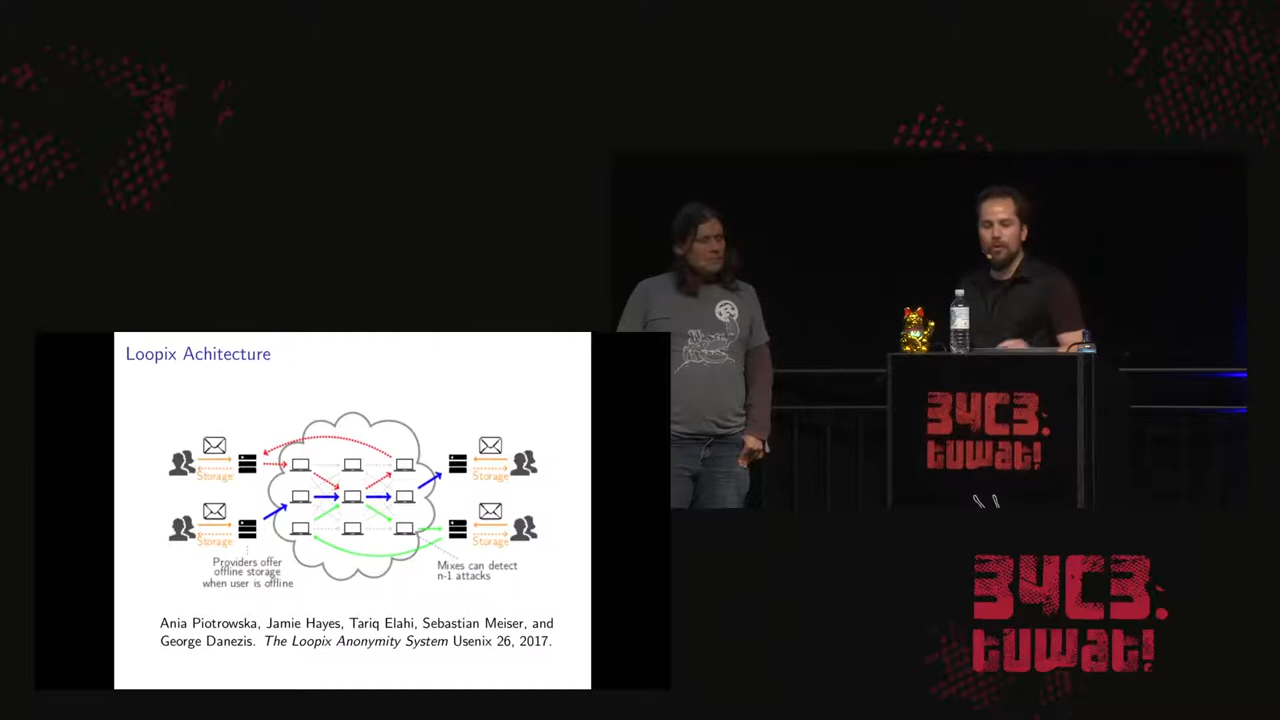 Loopix Achitecture
Storage
Storage
Storage
Storage
Providers offer
offline storage
when user is offline
Mixes can detect
n-1 attacks
Ania Piotrowska, Jamie Hayes, Tariq Elahi, Sebastian Meiser, and
George Danezis. The Loopix Anonymity System Usenix 26, 2017.
34C3:
tuwat!
34C3:
tuwat!